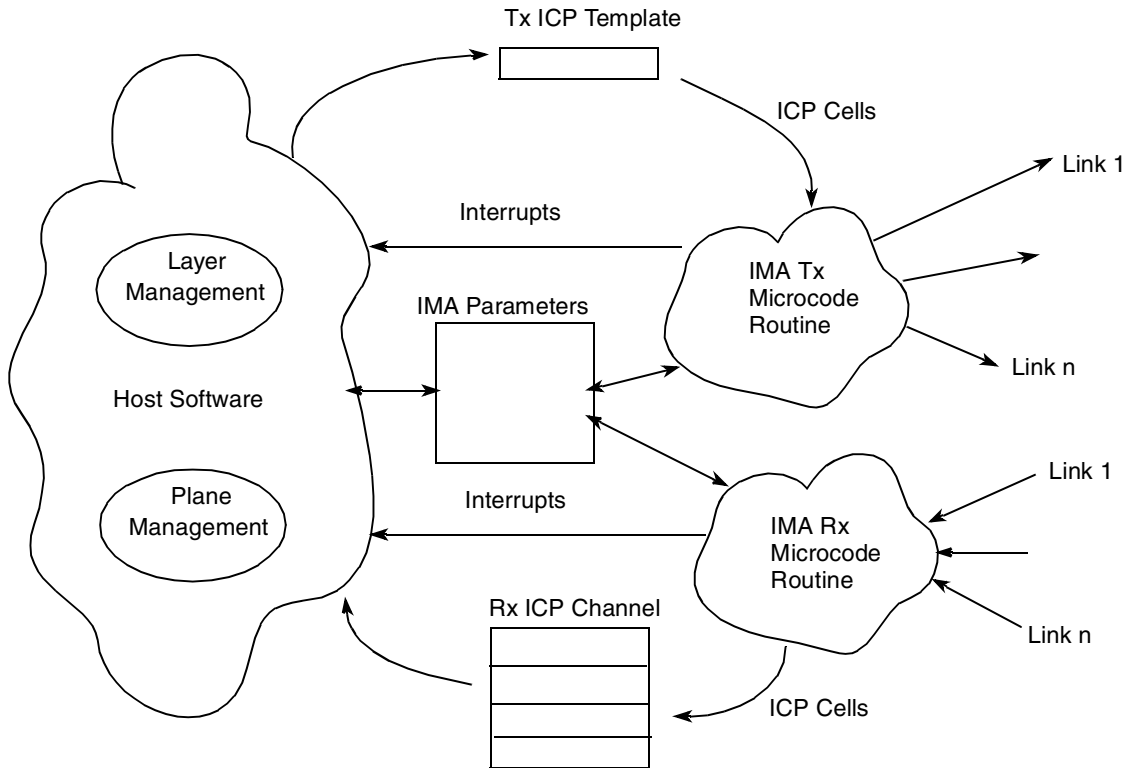 Tx ICP Template
ICP Cells
Link 1
Interrupts
Layer
Management
IMA Tx
Microcode
Routine
IMA Parameters
Link n
Host Software
Link 1
Plane
Management
Interrupts
IMA Rx
Microcode
Routine
Rx ICP Channel
Link n
ICP Cells